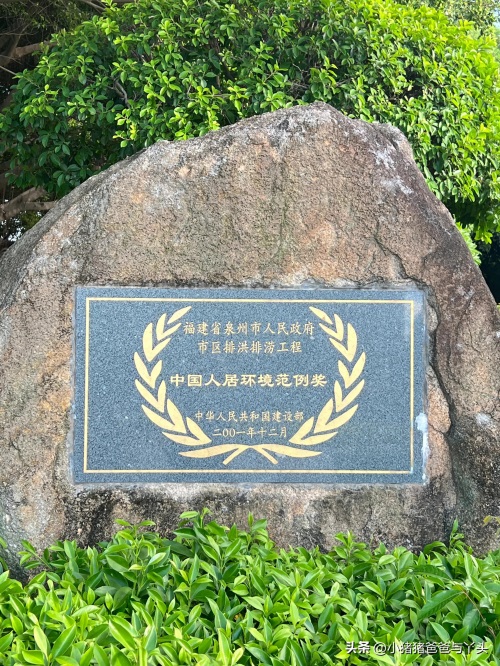 福建省泉州市人民政府
市区排洪排涝工程
中国人居环境范例奖
中华人民共和国建设部
二00一年十二月
头条 @小猪猪爸爸与丫头